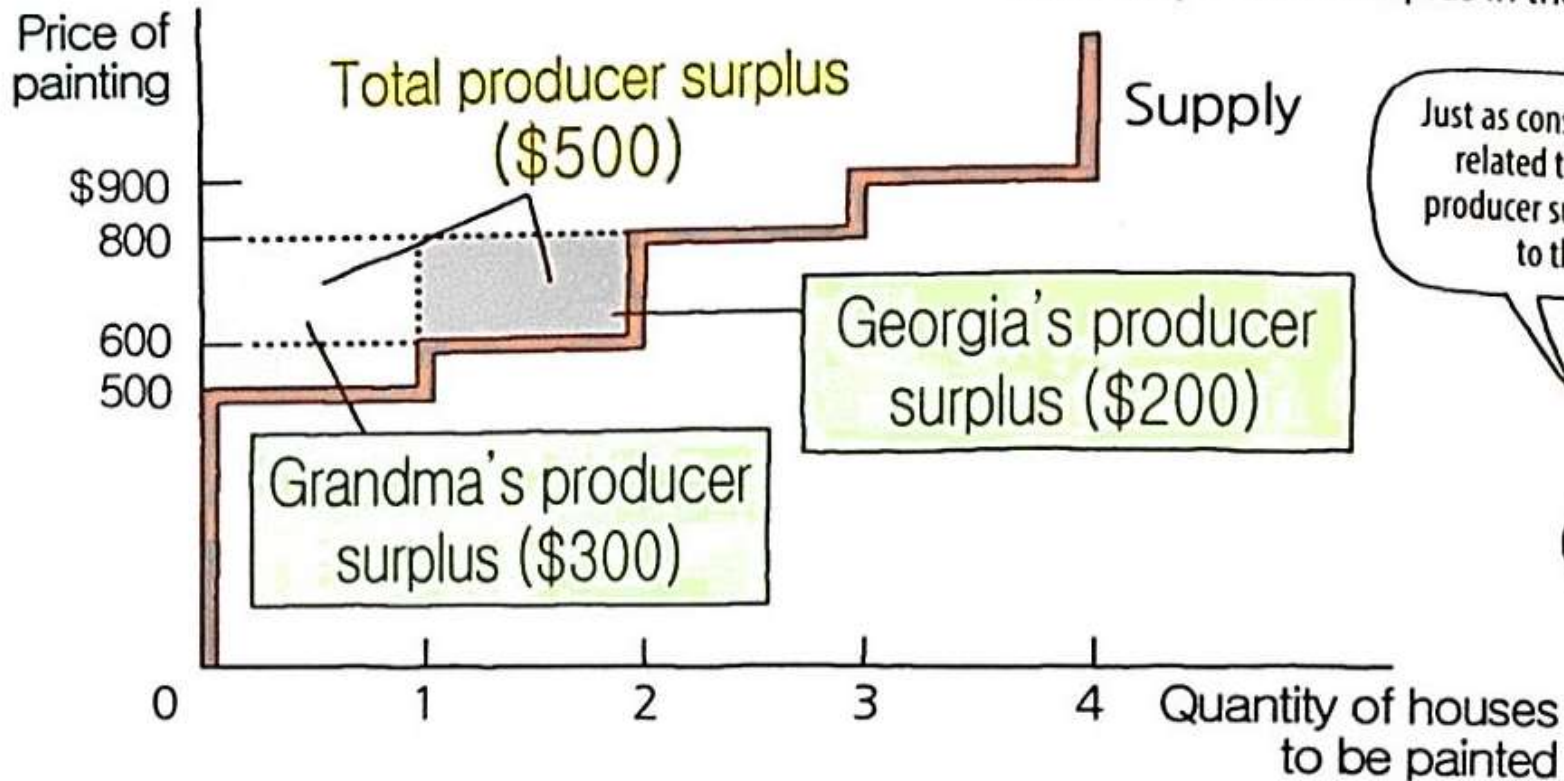 in the
Price of
painting
Total producer surplus
($500)
Supply
Just as cons
related t
producer su
to th
$900
800
600
500
Georgia's producer
surplus ($200)
Grandma's producer
surplus ($300)
0
1
2
3
4
Quantity of houses
to be painted